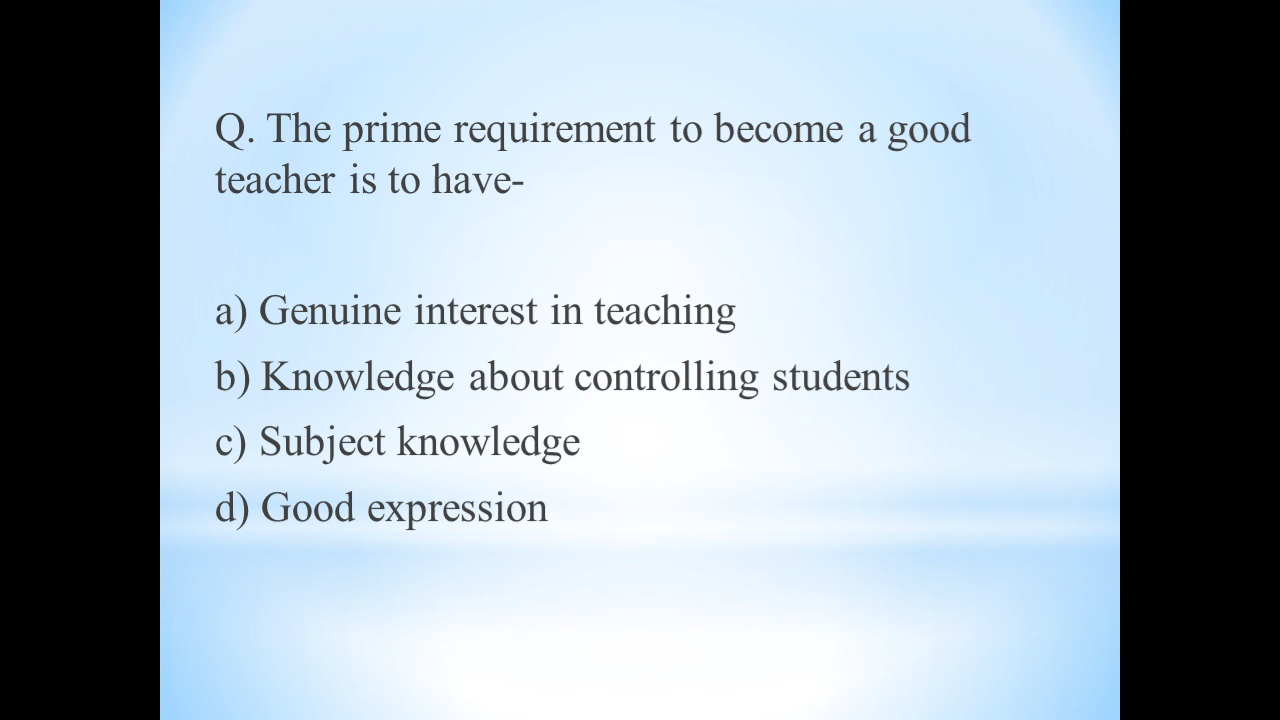 Q. The prime requirement to become a good
teacher is to have-
a) Genuine interest in teaching
b) Knowledge about controlling students
c) Subject knowledge
d) Good expression